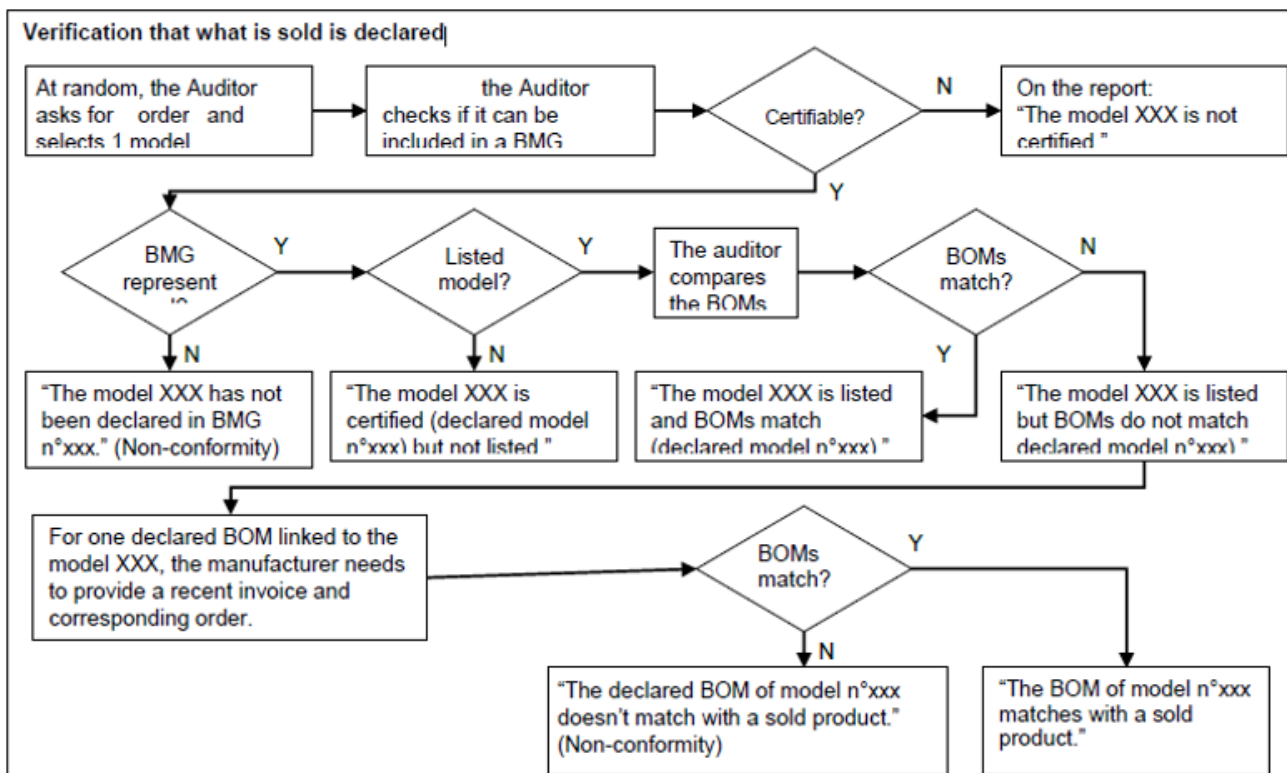 Verification that what is sold is declared
At random, the Auditor
asks for order and
selects 1 model
the Auditor
checks if it can be
included in a BMG
Certifiable?
N
On the report:
“The model XXX is not
certified ”
Y
BMG
represent
Y
Listed
model?
Y
The auditor
compares
the BOMs
BOMs
match?
N
N
N
Y
“The model XXX has not
been declared in BMG
n°xxx.” (Non-conformity)
“The model XXX is
certified (declared model
n°xxx) but not listed ”
“The model XXX is listed
and BOMs match
(declared model n°xxx) ”
“The model XXX is listed
but BOMs do not match
declared model n°xxx) ”
For one declared BOM linked to the
model XXX, the manufacturer needs
to provide a recent invoice and
corresponding order.
BOMs
match?
Y
N
“The declared BOM of model n°xxx
doesn’t match with a sold product.”
(Non-conformity)
“The BOM of model n°xxx
matches with a sold
product.”